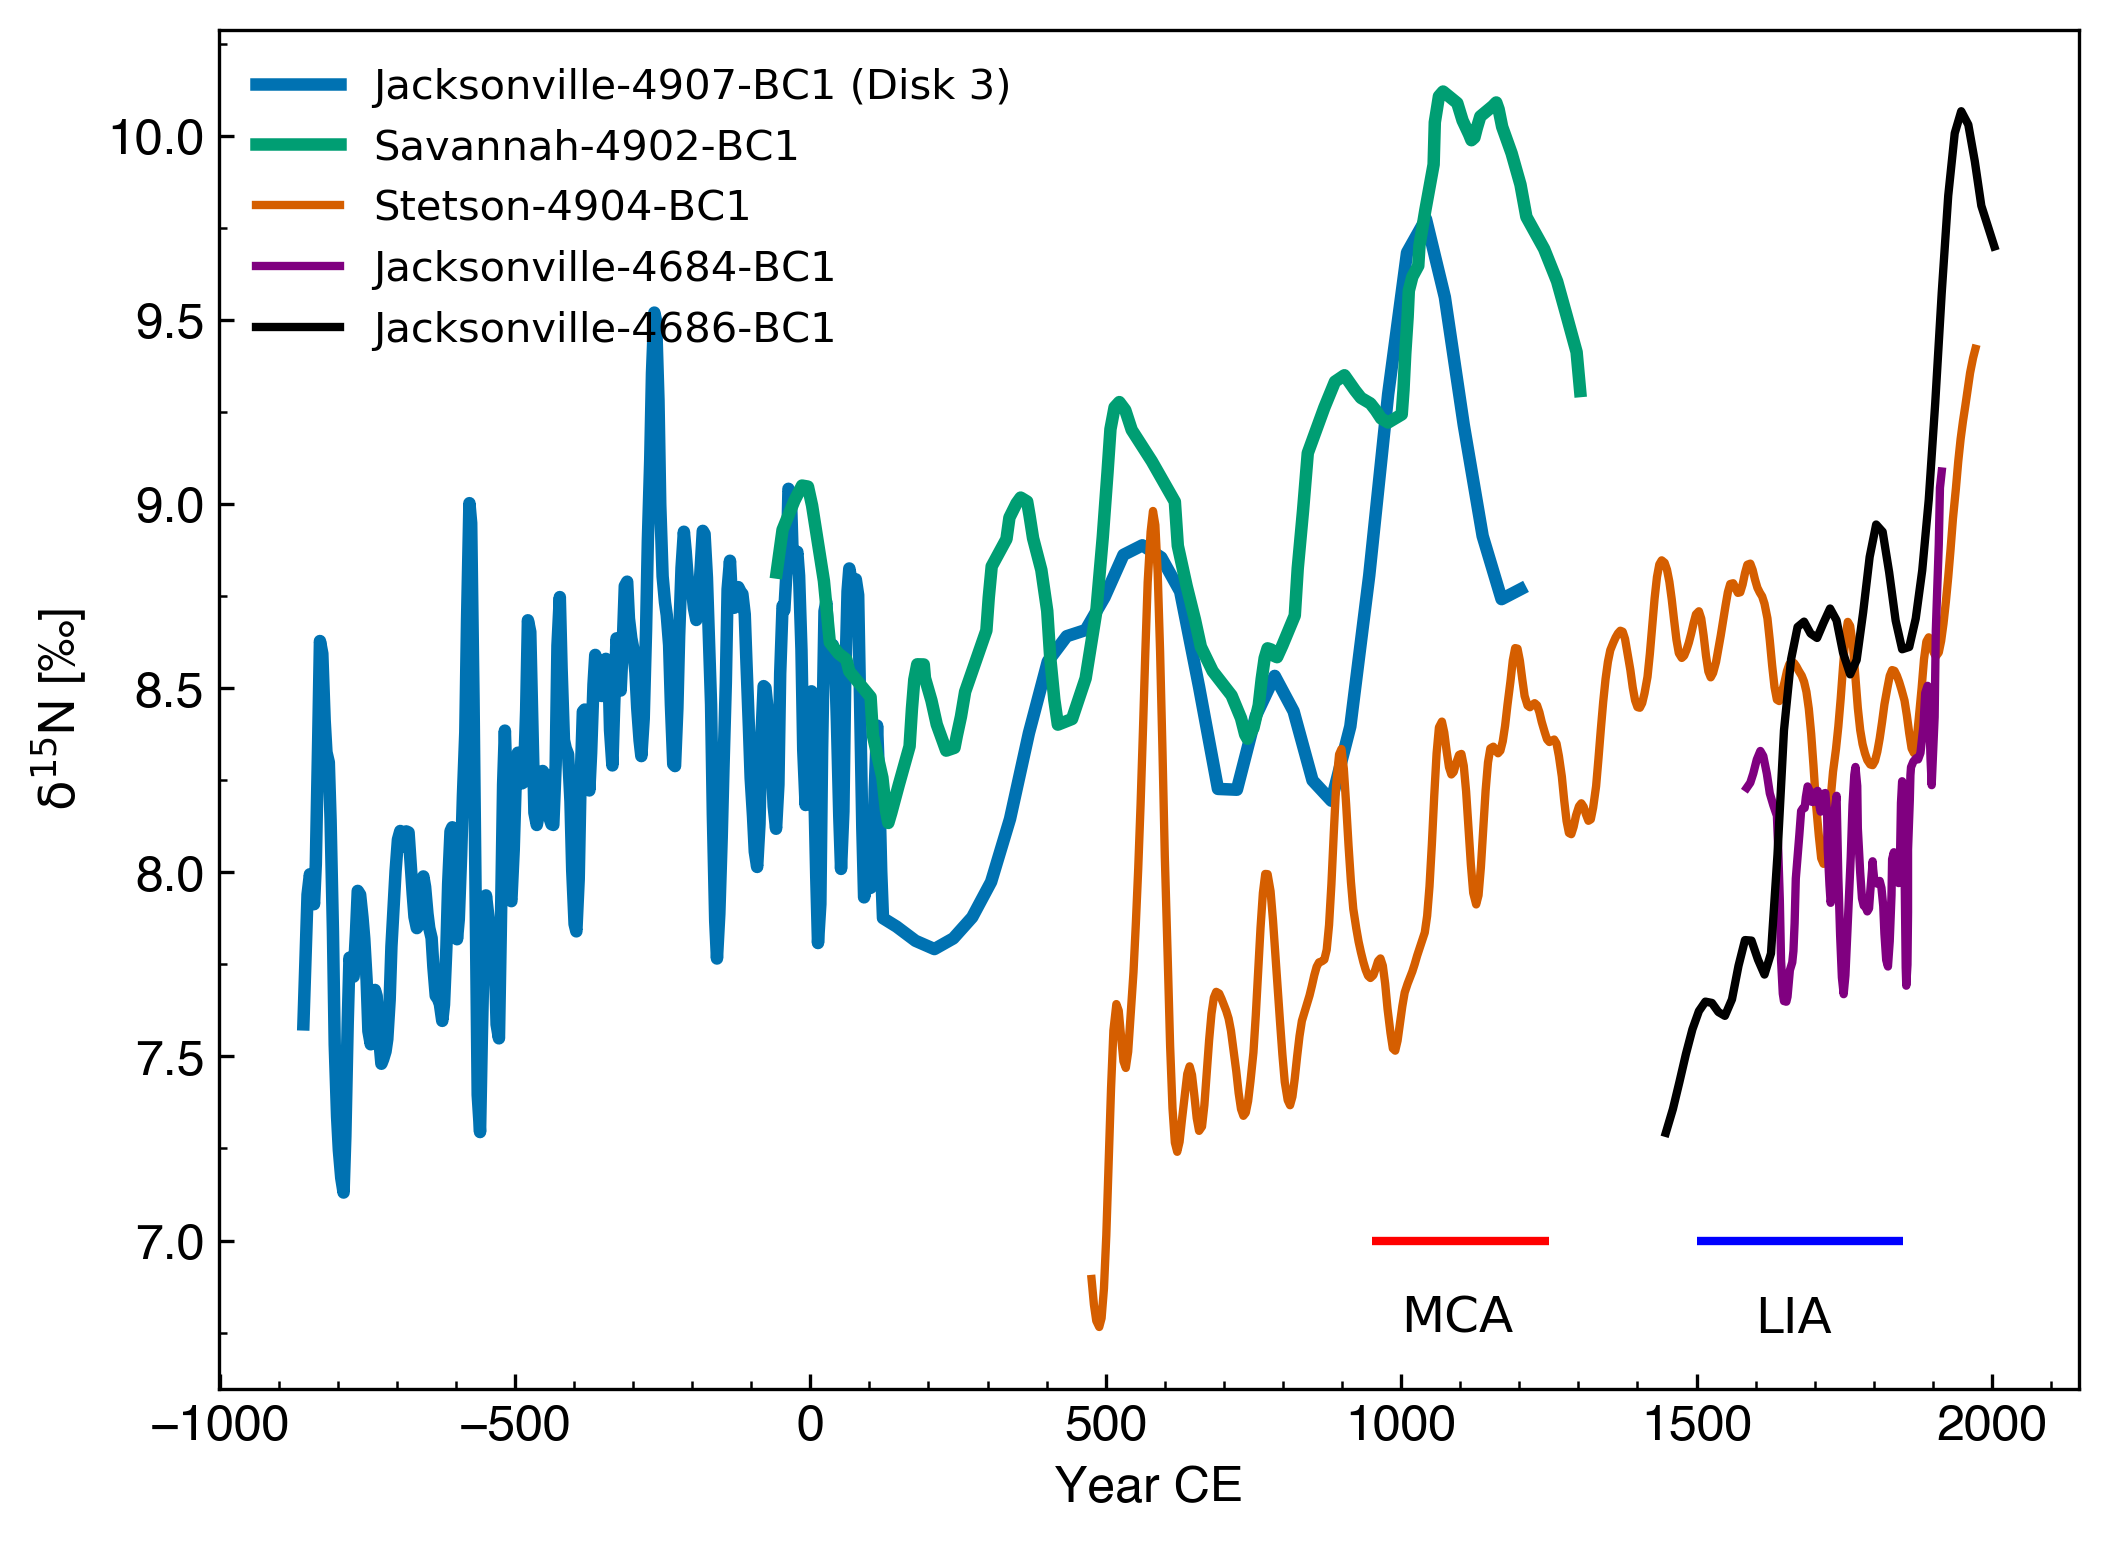 Jacksonville-4907-BC1 (Disk 3)
Savannah-4902-BC1
Stetson-4904-BC1
Jacksonville-4684-BC1
Jacksonville-4686-BC1
10.0
9.5
9.0
8.5
8.0
7.5
7.0
δ¹⁵N [‰]
MCA
LIA
−1000
−500
0
500
1000
1500
2000
Year CE